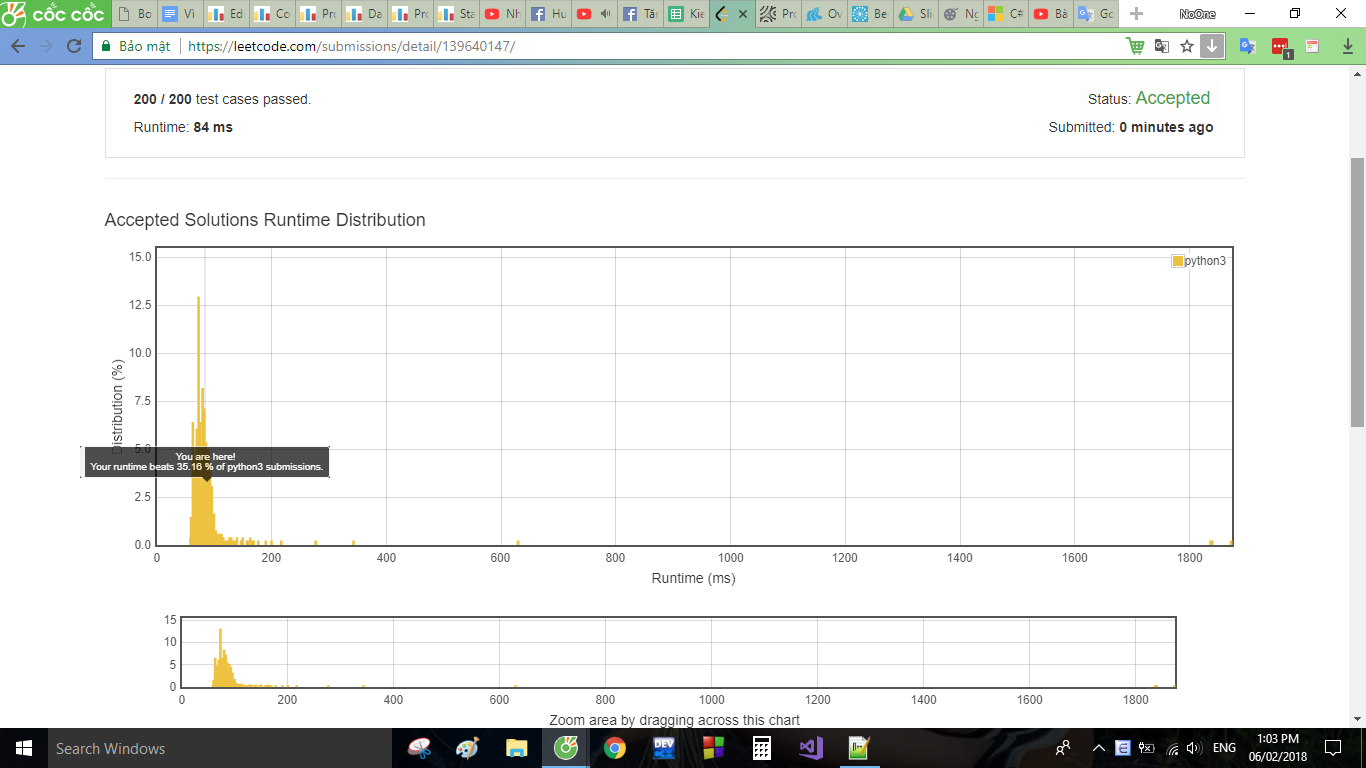 cốc cốc
Bo
Vì
Ed
Co
Pro
Da
Pro
Sta
Nh
Hu
Tân
Kie
Pro
Ov
Be
Sli
Ng
C#
Bà
Go
NoOne
Bảo mật
https://leetcode.com/submissions/detail/139640147/
1
200 / 200 test cases passed.
Status: Accepted
Runtime: 84 ms
Submitted: 0 minutes ago
Accepted Solutions Runtime Distribution
15.0
12.5
10.0
7.5
5.0
2.5
0.0
Distribution (%)
python3
You are here!
Your runtime beats 35.16 % of python3 submissions.
0 200 400 600 800 1000 1200 1400 1600 1800
Runtime (ms)
15
10
5
0
0 200 400 600 800 1000 1200 1400 1600 1800
Zoom area by dragging across this chart
Search Windows
DEV
ENG
1:03 PM
06/02/2018